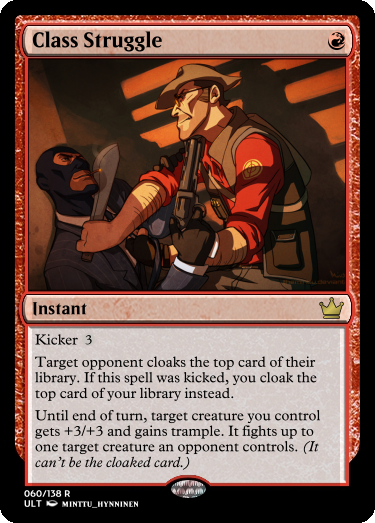 Class Struggle
Instant
Kicker 3
Target opponent cloaks the top card of their
library. If this spell was kicked, you cloak the
top card of your library instead.
Until end of turn, target creature you control
gets +3/+3 and gains trample. It fights up to
one target creature an opponent controls. (It
can't be the cloaked card.)
060/138 R
ULT MINTTU_HYNNINEN